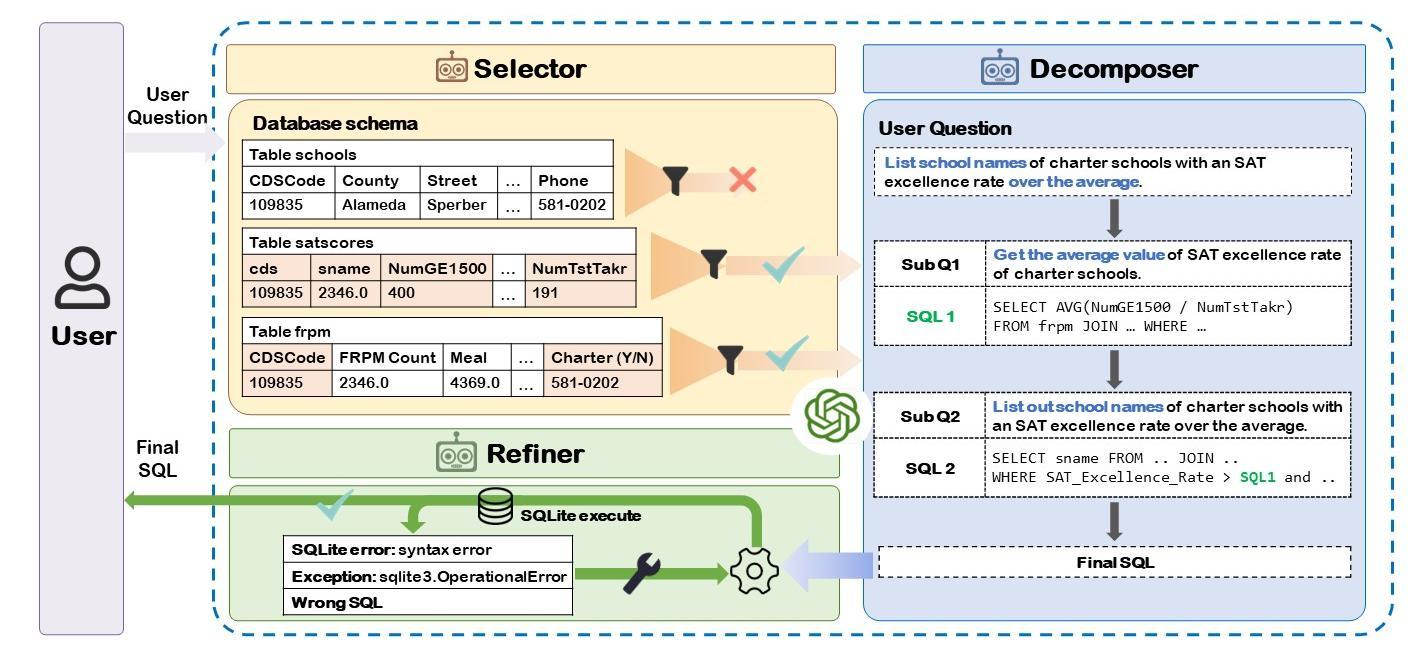 User
Question
User
Final
SQL
Selector
Database schema
Table schools
CDSCode County Street ... Phone
109835 Alameda Sperber ... 581-0202
Table satscores
cds sname NumGE1500 ... NumTstTakr
109835 2346.0 400 ... 191
Table frpm
CDSCode FRPM Count Meal ... Charter (Y/N)
109835 2346.0 4369.0 ... 581-0202
Decomposer
User Question
List school names of charter schools with an SAT
excellence rate over the average.
Sub Q1
Get the average value of SAT excellence rate
of charter schools.
SQL 1
SELECT AVG(NumGE1500 / NumTstTakr)
FROM frpm JOIN … WHERE …
Sub Q2
List out school names of charter schools with
an SAT excellence rate over the average.
SQL 2
SELECT sname FROM .. JOIN ..
WHERE SAT_Excellence_Rate > SQL1 and ..
Final SQL
Refiner
SQLite execute
SQLite error: syntax error
Exception: sqlite3.OperationalError
Wrong SQL